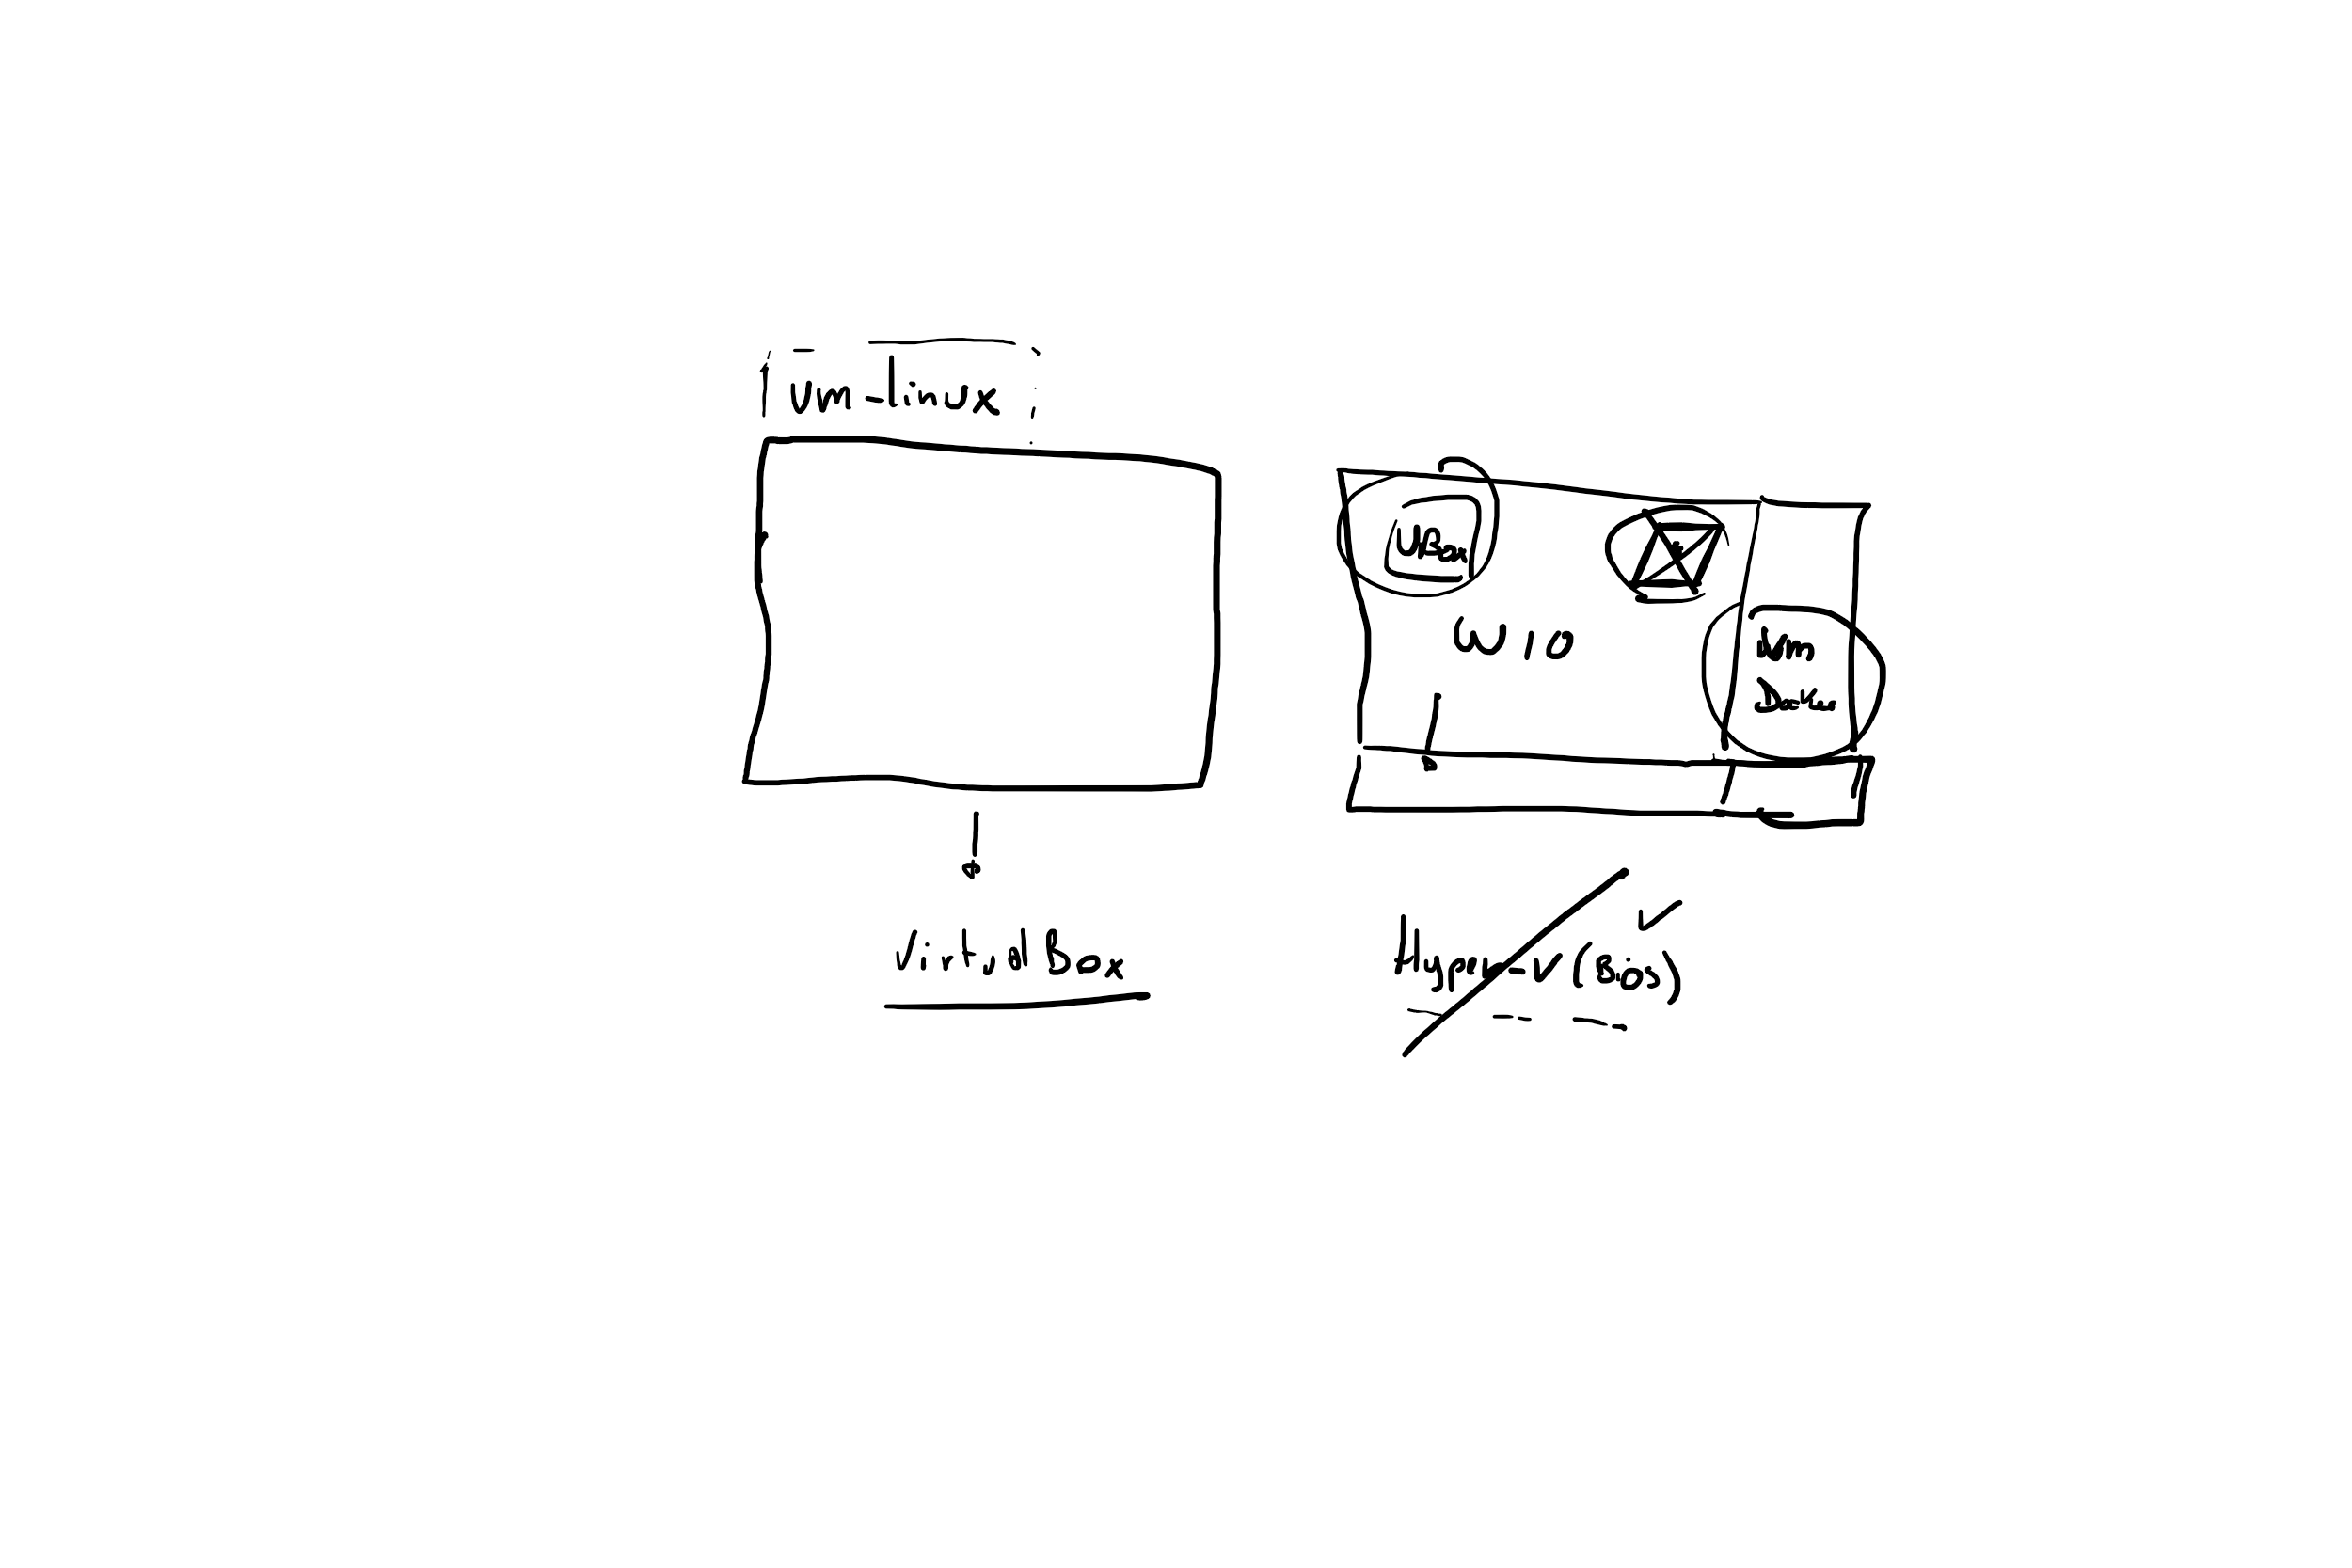 vm-linux
VBox
W10
Vm
Docker
VirtualBox
Hyper-v (Bios)